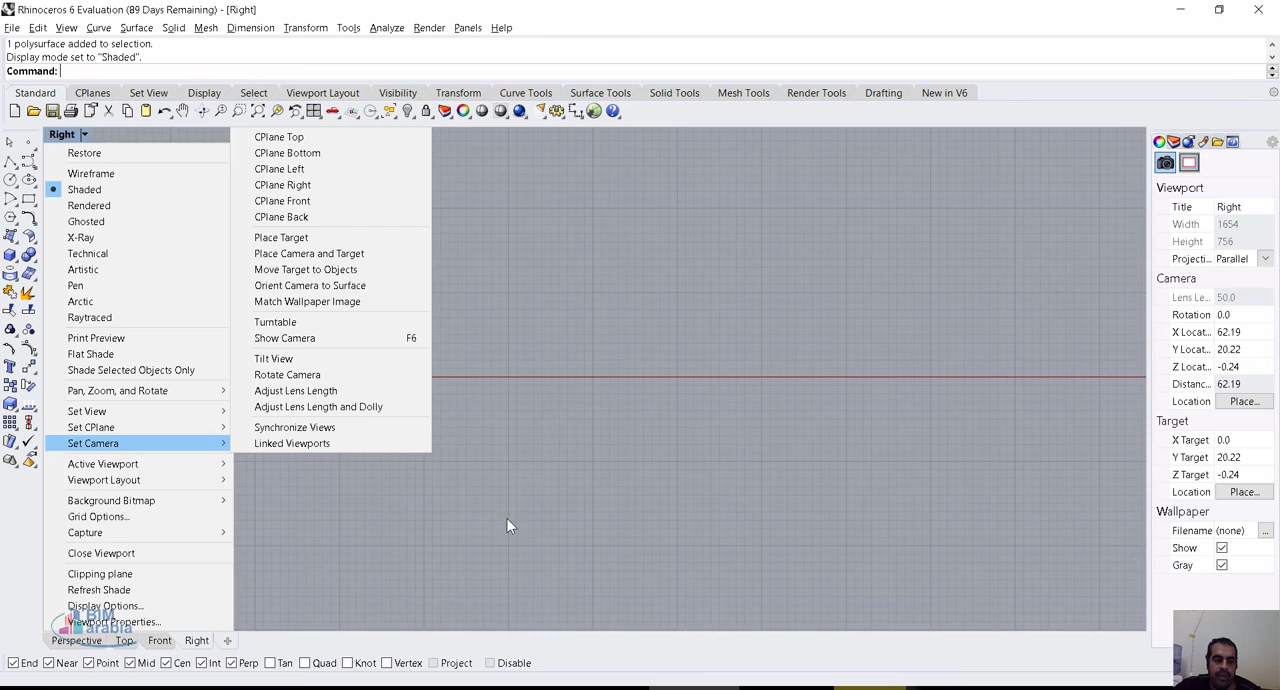 Rhinoceros 6 Evaluation (89 Days Remaining) - [Right]
File Edit View Curve Surface Solid Mesh Dimension Transform Tools Analyze Render Panels Help
1 polysurface added to selection.
Display mode set to "Shaded".
Command:
Standard CPlanes Set View Display Select Viewport Layout Visibility Transform Curve Tools Surface Tools Solid Tools Mesh Tools Render Tools Drafting New in V6
Right
Restore
Wireframe
Shaded
Rendered
Ghosted
X-Ray
Technical
Artistic
Pen
Arctic
Raytraced
Print Preview
Flat Shade
Shade Selected Objects Only
Pan, Zoom, and Rotate
Set View
Set CPlane
Set Camera
Active Viewport
Viewport Layout
Background Bitmap
Grid Options...
Capture
Close Viewport
Clipping plane
Refresh Shade
Display Options...
Viewport Properties...
CPlane Top
CPlane Bottom
CPlane Left
CPlane Right
CPlane Front
CPlane Back
Place Target
Place Camera and Target
Move Target to Objects
Orient Camera to Surface
Match Wallpaper Image
Turntable
Show Camera F6
Tilt View
Rotate Camera
Adjust Lens Length
Adjust Lens Length and Dolly
Synchronize Views
Linked Viewports
Viewport
Title Right
Width 1654
Height 756
Projecti... Parallel
Camera
Lens Le... 50.0
Rotation 0.0
X Locat... 62.19
Y Locat... 20.22
Z Locat... -0.24
Distanc... 62.19
Location Place...
Target
X Target 0.0
Y Target 20.22
Z Target -0.24
Location Place...
Wallpaper
Filename (none) ...
Show
Gray
BIM
arabia
Perspective Top Front Right
End Near Point Mid Cen Int Perp Tan Quad Knot Vertex Project Disable